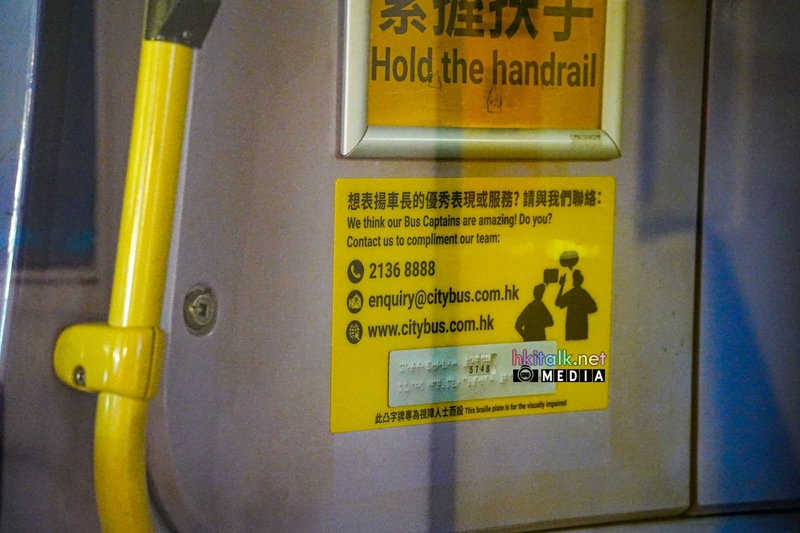 緊握扶手
Hold the handrail
想表揚車長的優秀表現或服務? 請與我們聯絡:
We think our Bus Captains are amazing! Do you?
Contact us to compliment our team:
2136 8888
enquiry@citybus.com.hk
www.citybus.com.hk
5748
hkitalk.net
MEDIA
此凸字牌專為視障人士而設 This braille plate is for the visually impaired